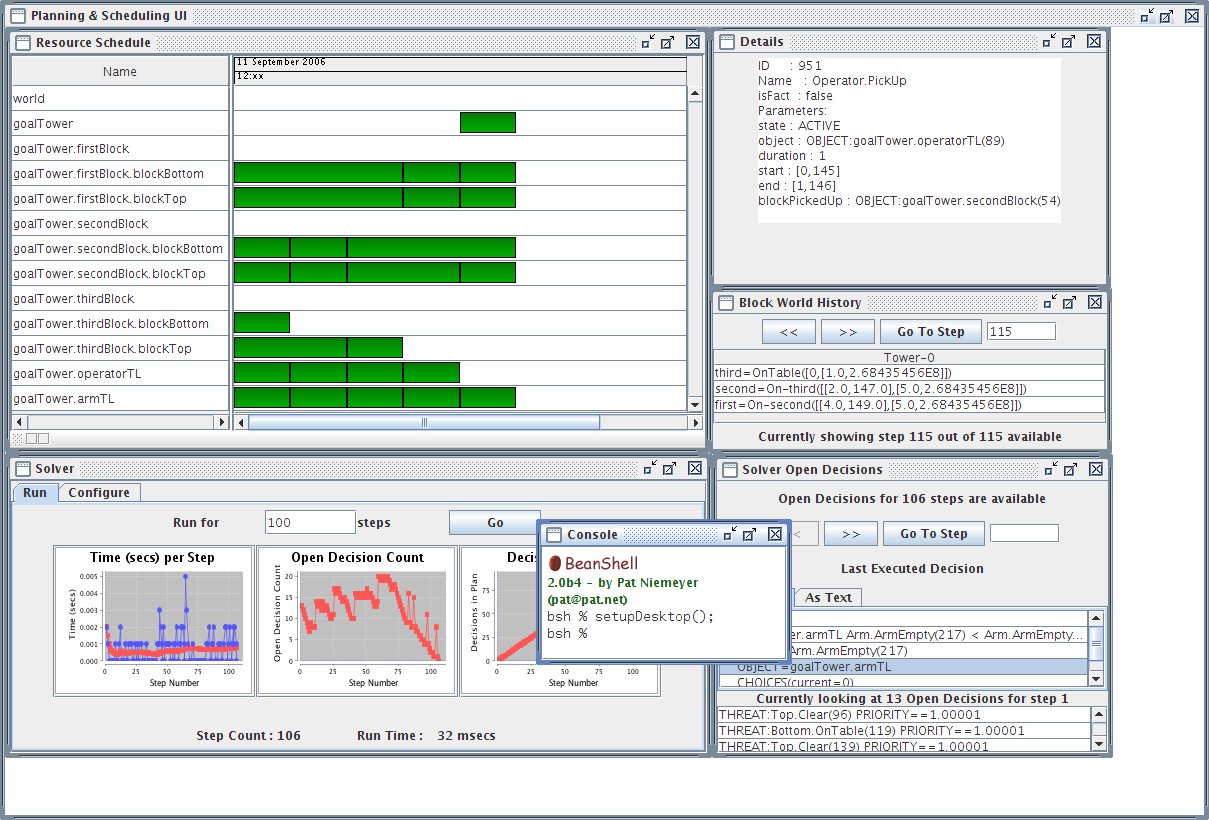 Planning & Scheduling UI
Resource Schedule
Name
11 September 2006
12:xx
world
goalTower
goalTower.firstBlock
goalTower.firstBlock.blockBottom
goalTower.firstBlock.blockTop
goalTower.secondBlock
goalTower.secondBlock.blockBottom
goalTower.secondBlock.blockTop
goalTower.thirdBlock
goalTower.thirdBlock.blockBottom
goalTower.thirdBlock.blockTop
goalTower.operatorTL
goalTower.armTL
Details
ID : 951
Name : Operator.PickUp
isFact : false
Parameters:
state : ACTIVE
object : OBJECT:goalTower.operatorTL(89)
duration : 1
start : [0,145]
end : [1,146]
blockPickedUp : OBJECT:goalTower.secondBlock(54)
Block World History
<< >> Go To Step 115
Tower-0
third=OnTable([0,[1.0,2.68435456E8]])
second=On-third([[2.0,147.0],[5.0,2.68435456E8]])
first=On-second([[4.0,149.0],[5.0,2.68435456E8]])
Currently showing step 115 out of 115 available
Solver
Run Configure
Run for 100 steps Go
Time (secs) per Step
Time (secs)
0.005
0.004
0.003
0.002
0.001
0.000
0 25 50 75 100
Step Number
Open Decision Count
Open Decision Count
20
15
10
5
0
0 25 50 75 100
Step Number
Decis
Decisions in Plan
75
50
25
0
0 25 50 75 100
Step Number
Step Count : 106 Run Time : 32 msecs
Console
BeanShell
2.0b4 - by Pat Niemeyer
(pat@pat.net)
bsh % setupDesktop();
bsh %
Solver Open Decisions
Open Decisions for 106 steps are available
< >> Go To Step
Last Executed Decision
As Text
er.armTL Arm.ArmEmpty(217) < Arm.ArmEmpty...
.ArmEmpty(217)
OBJECT=goalTower.armTL
CHOICES(current=0)
Currently looking at 13 Open Decisions for step 1
THREAT:Top.Clear(96) PRIORITY==1.00001
THREAT:Bottom.OnTable(119) PRIORITY==1.00001
THREAT:Top.Clear(139) PRIORITY==1.00001